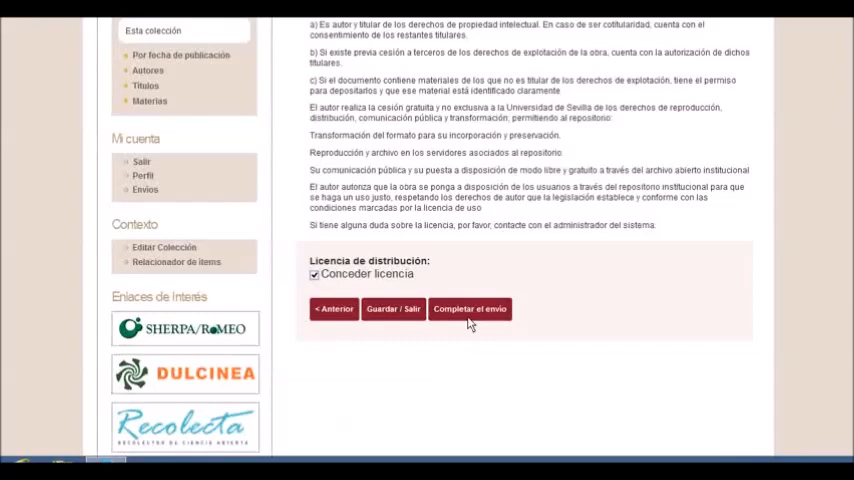 Esta colección
Por fecha de publicación
Autores
Títulos
Materias
Mi cuenta
Salir
Perfil
Envíos
Contexto
Editar Colección
Relacionador de ítems
Enlaces de Interés
SHERPA/RoMEO
DULCINEA
Recolecta
RECOLECTOR DE CIENCIA ABIERTA
a) Es autor y titular de los derechos de propiedad intelectual. En caso de ser cotitularidad, cuenta con el
consentimiento de los restantes titulares.
b) Si existe previa cesión a terceros de los derechos de explotación de la obra, cuenta con la autorización de dichos
titulares.
c) Si el documento contiene materiales de los que no es titular de los derechos de explotación, tiene el permiso
para depositarlos y que ese material está identificado claramente
El autor realiza la cesión gratuita y no exclusiva a la Universidad de Sevilla de los derechos de reproducción,
distribución, comunicación pública y transformación; permitiendo al repositorio:
Transformación del formato para su incorporación y preservación.
Reproducción y archivo en los servidores asociados al repositorio.
Su comunicación pública y su puesta a disposición de modo libre y gratuito a través del archivo abierto institucional
El autor autoriza que la obra se ponga a disposición de los usuarios a través del repositorio institucional para que
se haga un uso justo, respetando los derechos de autor que la legislación establece y conforme con las
condiciones marcadas por la licencia de uso
Si tiene alguna duda sobre la licencia, por favor, contacte con el administrador del sistema.
Licencia de distribución:
Conceder licencia
< Anterior
Guardar / Salir
Completar el envío